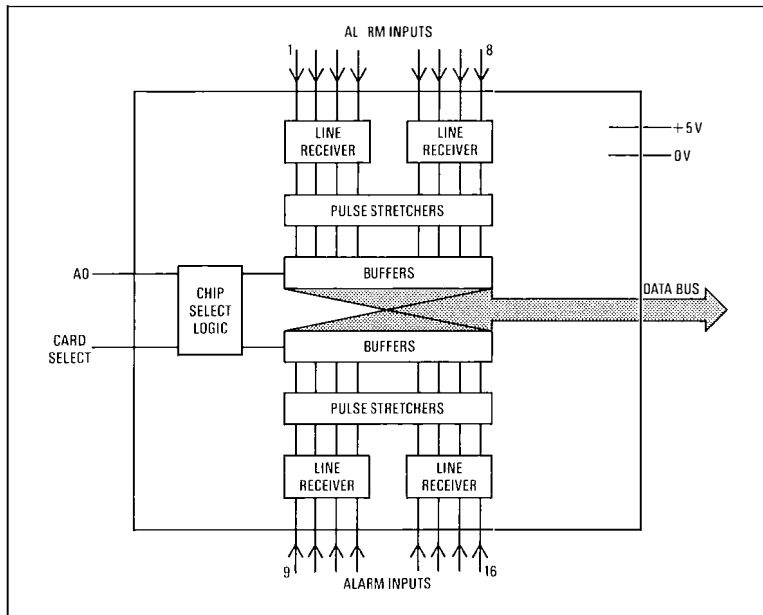 AL RM INPUTS
1 8
LINE RECEIVER LINE RECEIVER
+5V
0V
PULSE STRETCHERS
A0
CHIP SELECT LOGIC
BUFFERS
DATA BUS
CARD SELECT
BUFFERS
PULSE STRETCHERS
LINE RECEIVER LINE RECEIVER
9 16
ALARM INPUTS